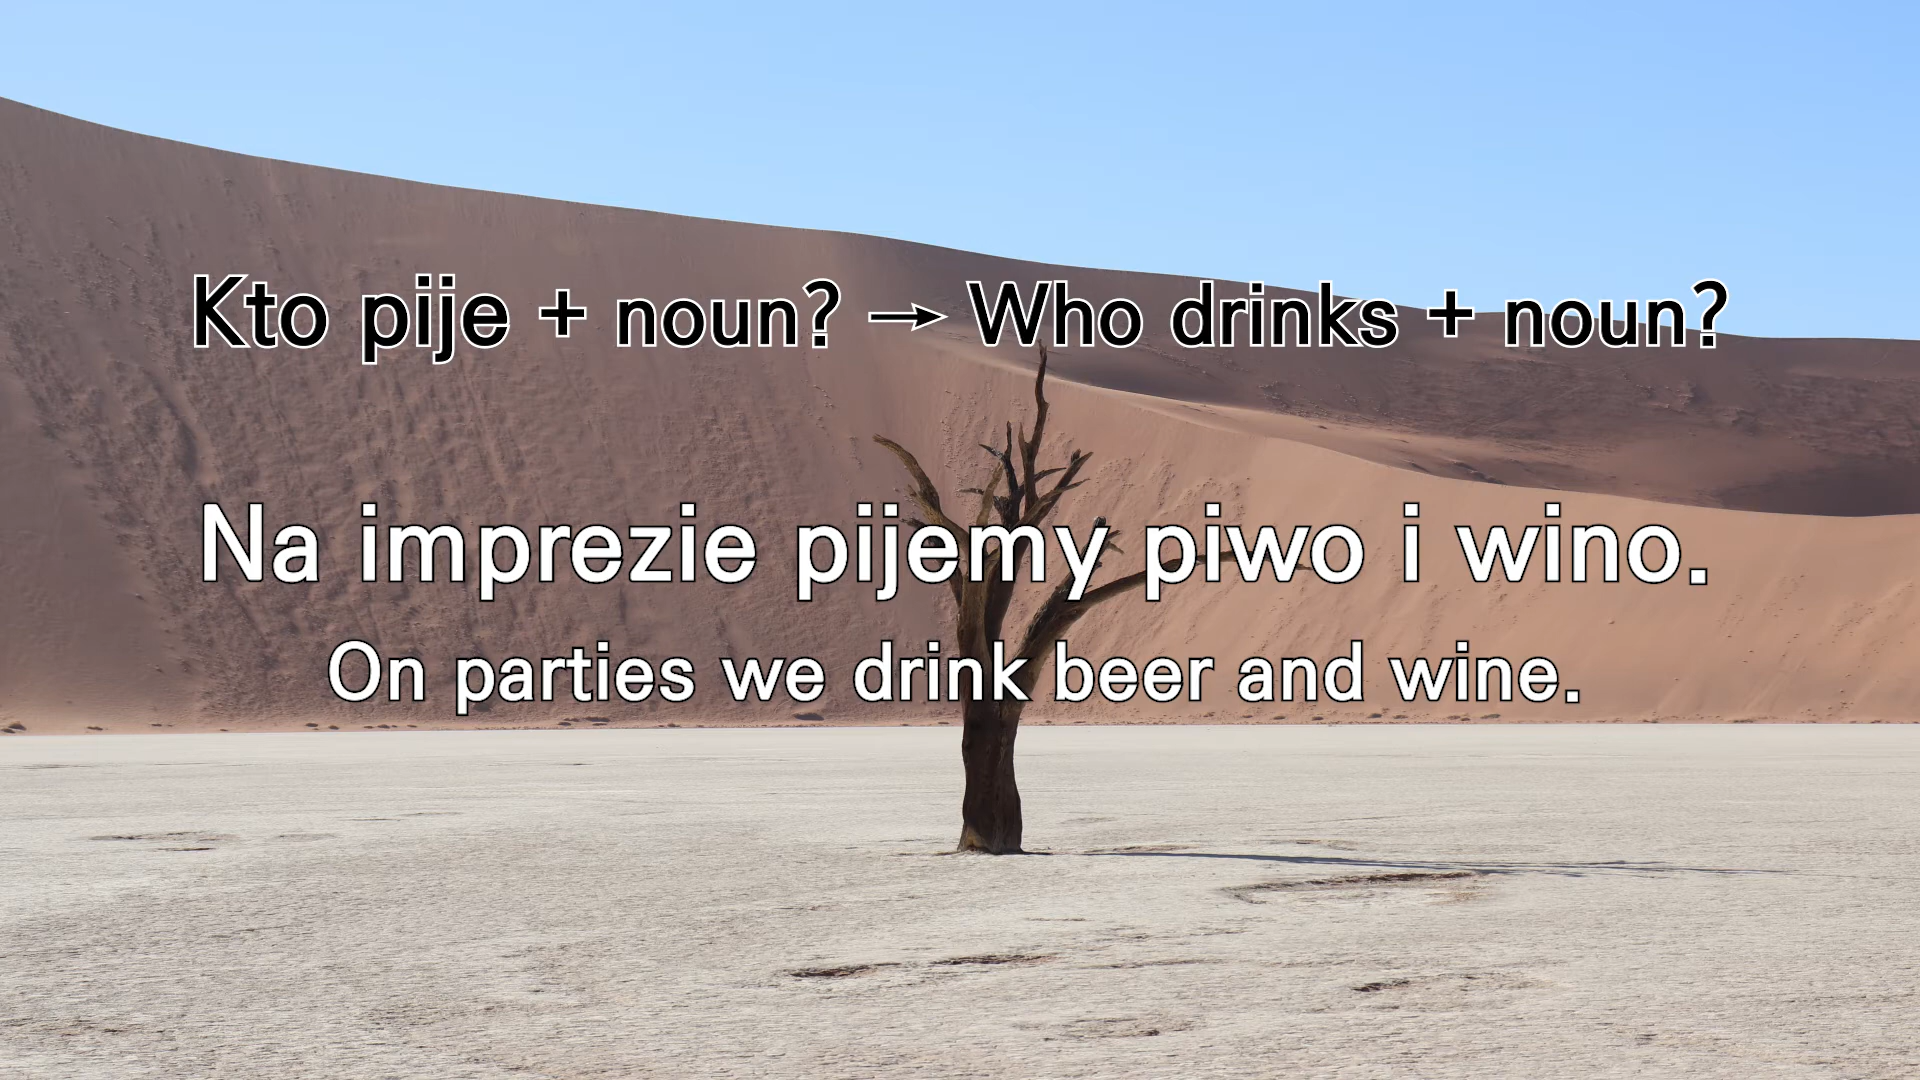 Kto pije + noun? → Who drinks + noun?
Na imprezie pijemy piwo i wino.
On parties we drink beer and wine.